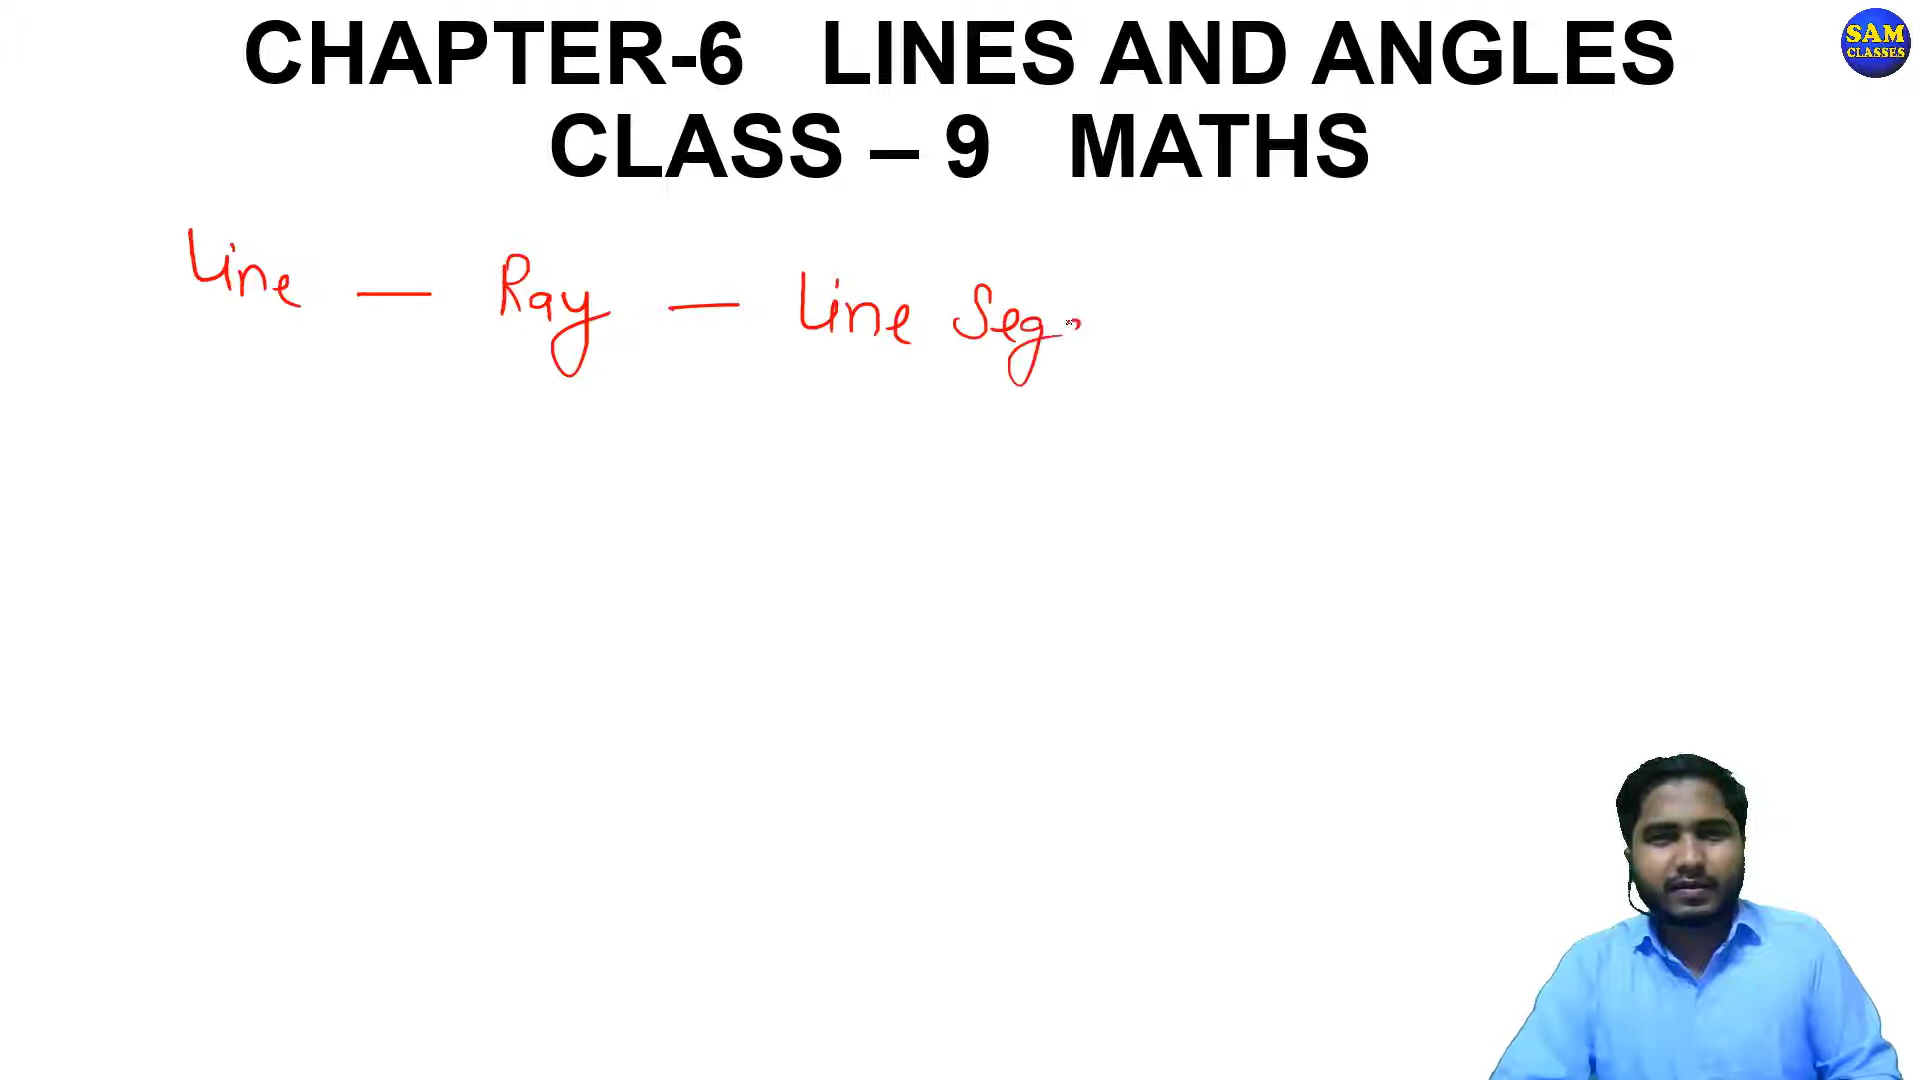 CHAPTER-6 LINES AND ANGLES
CLASS – 9 MATHS
SAM
CLASSES
Line — Ray — Line Seg